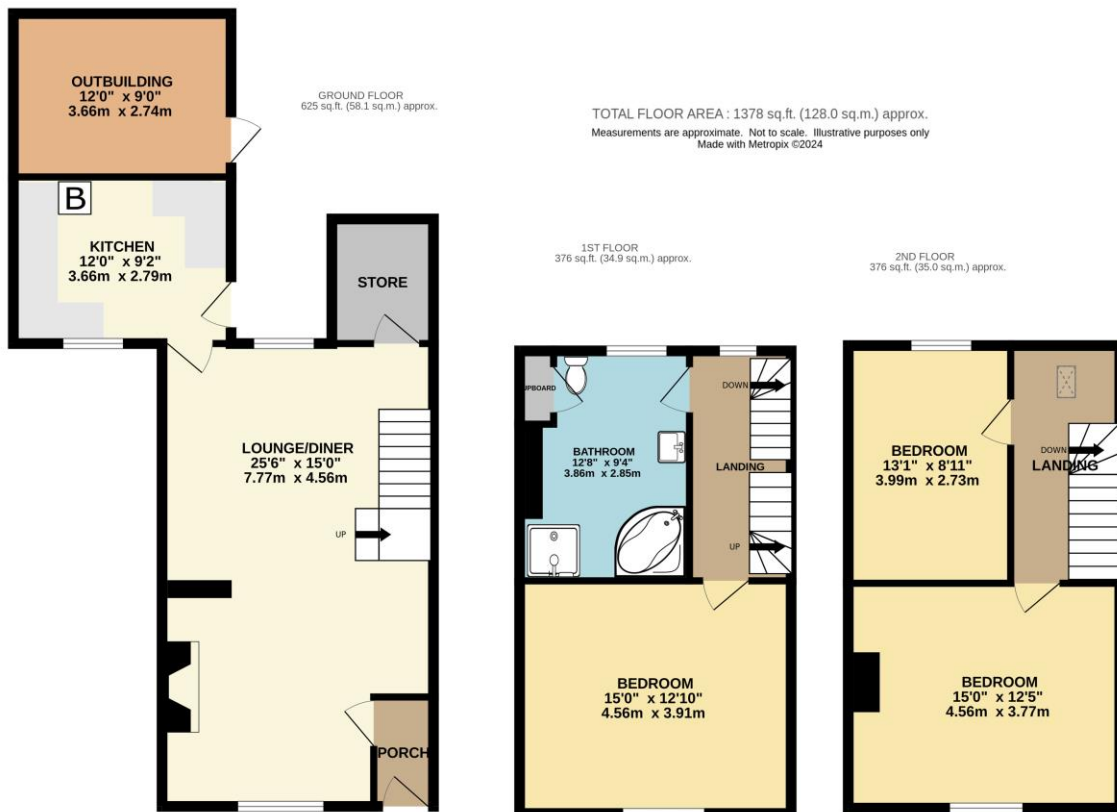 OUTBUILDING
12'0" x 9'0"
3.66m x 2.74m
GROUND FLOOR
625 sq.ft. (58.1 sq.m.) approx.
TOTAL FLOOR AREA : 1378 sq.ft. (128.0 sq.m.) approx.
Measurements are approximate. Not to scale. Illustrative purposes only
Made with Metropix ©2024
B
KITCHEN
12'0" x 9'2"
3.66m x 2.79m
STORE
LOUNGE/DINER
25'6" x 15'0"
7.77m x 4.56m
UP
PORCH
1ST FLOOR
376 sq.ft. (34.9 sq.m.) approx.
UPBOARD
DOWN
BATHROOM
12'8" x 9'4"
3.86m x 2.85m
LANDING
UP
BEDROOM
15'0" x 12'10"
4.56m x 3.91m
2ND FLOOR
376 sq.ft. (35.0 sq.m.) approx.
BEDROOM
13'1" x 8'11"
3.99m x 2.73m
DOWN
LANDING
BEDROOM
15'0" x 12'5"
4.56m x 3.77m